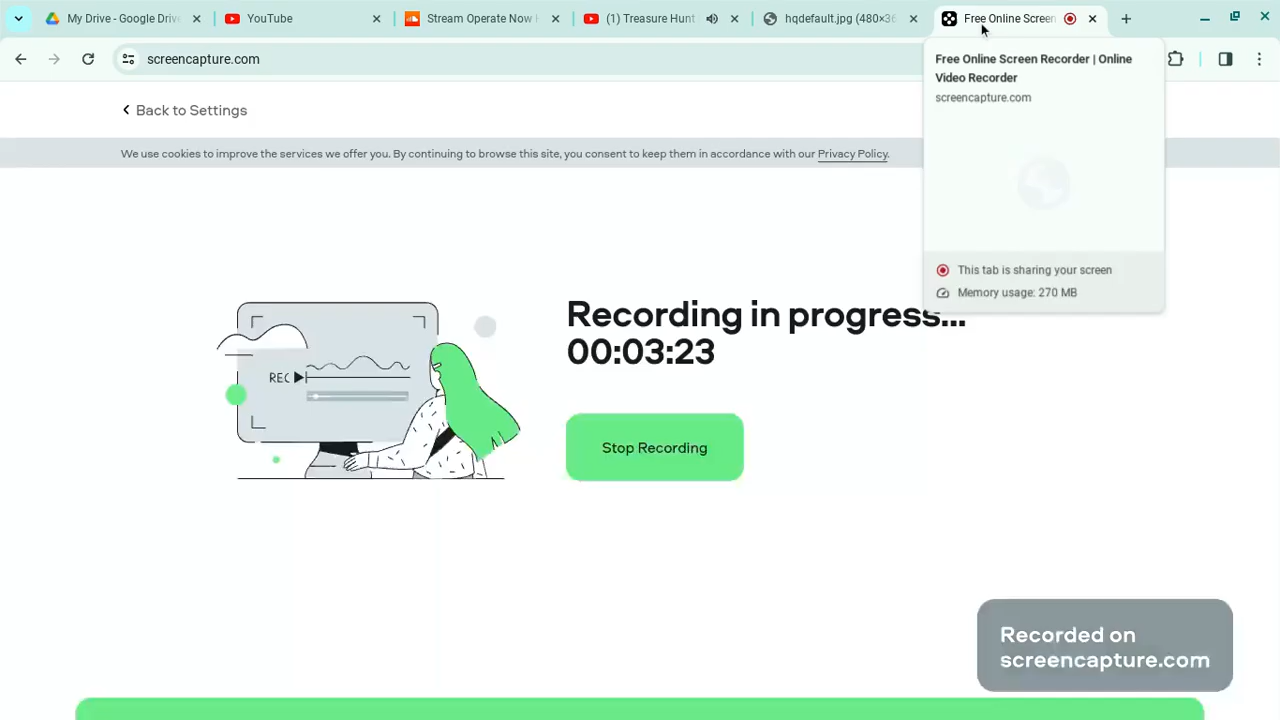 My Drive - Google Drive
YouTube
Stream Operate Now
(1) Treasure Hunt
hqdefault.jpg (480×36
Free Online Screen
screencapture.com
Free Online Screen Recorder | Online
Video Recorder
screencapture.com
Back to Settings
We use cookies to improve the services we offer you. By continuing to browse this site, you consent to keep them in accordance with our Privacy Policy.
This tab is sharing your screen
Memory usage: 270 MB
Recording in progress...
00:03:23
REC
Stop Recording
Recorded on
screencapture.com